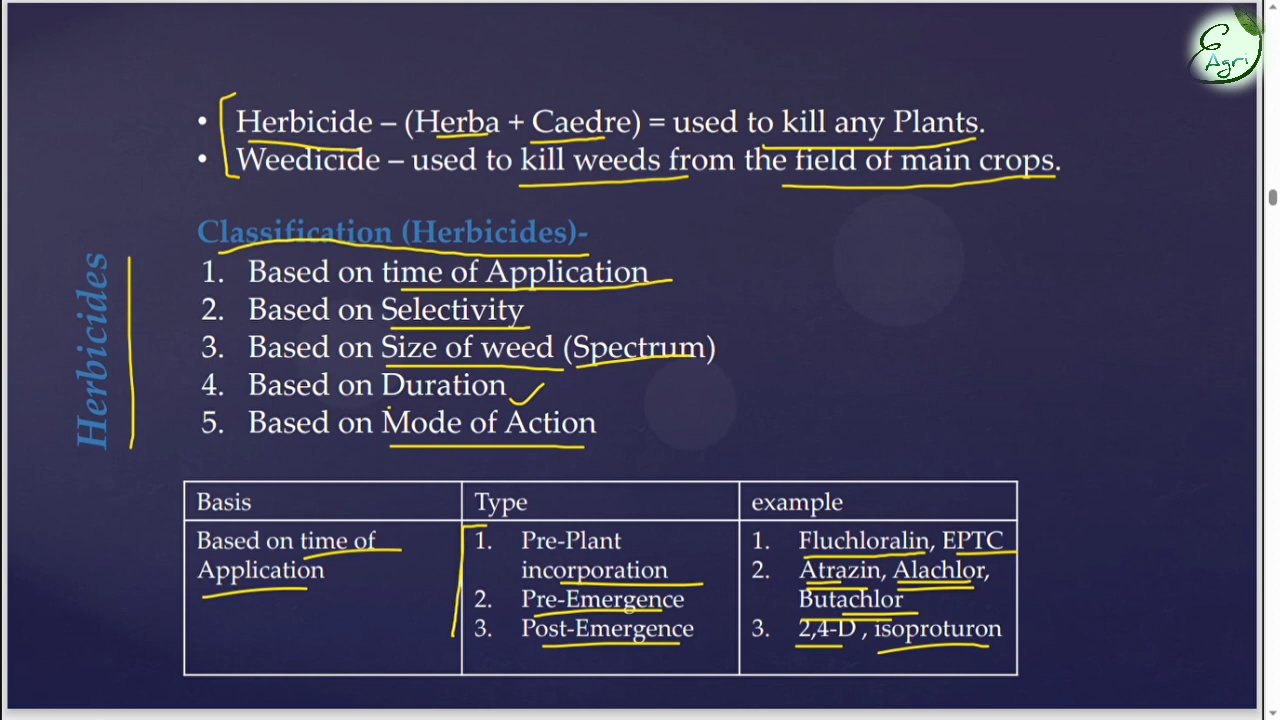 E
Agri
• Herbicide – (Herba + Caedre) = used to kill any Plants.
• Weedicide – used to kill weeds from the field of main crops.
Herbicides
Classification (Herbicides)-
1. Based on time of Application
2. Based on Selectivity
3. Based on Size of weed (Spectrum)
4. Based on Duration
5. Based on Mode of Action
Basis
Type
example
Based on time of
Application
1. Pre-Plant
incorporation
2. Pre-Emergence
3. Post-Emergence
1. Fluchloralin, EPTC
2. Atrazin, Alachlor,
Butachlor
3. 2,4-D , isoproturon